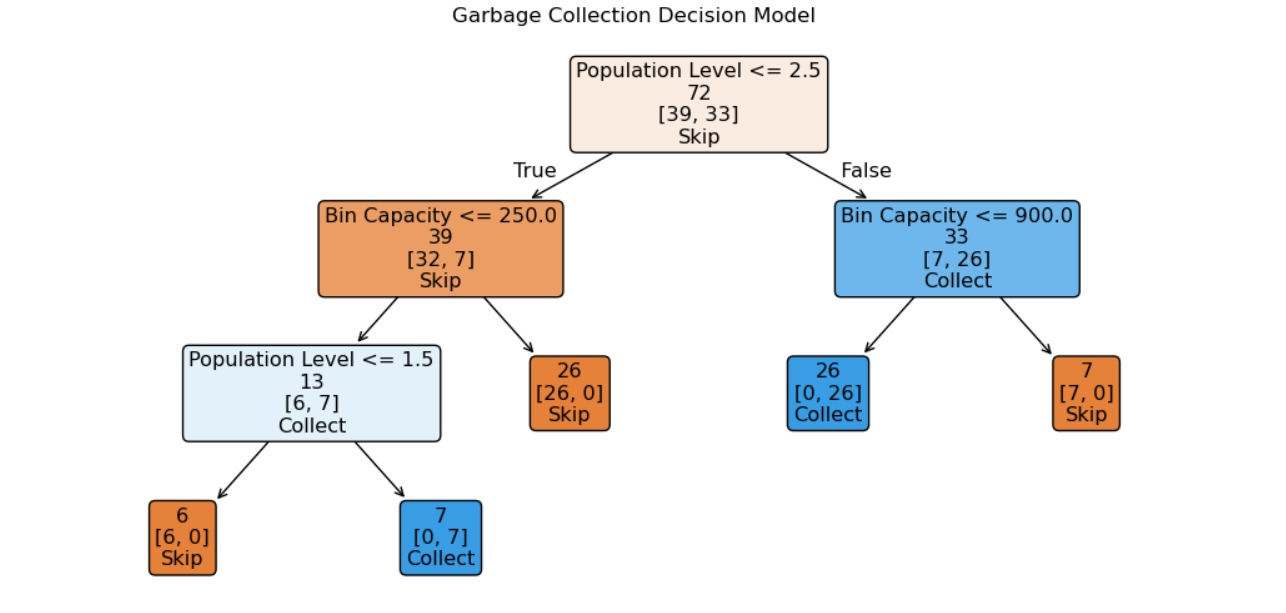 Garbage Collection Decision Model
Population Level <= 2.5
72
[39, 33]
Skip
True
False
Bin Capacity <= 250.0
39
[32, 7]
Skip
Bin Capacity <= 900.0
33
[7, 26]
Collect
Population Level <= 1.5
13
[6, 7]
Collect
26
[26, 0]
Skip
26
[0, 26]
Collect
7
[7, 0]
Skip
6
[6, 0]
Skip
7
[0, 7]
Collect